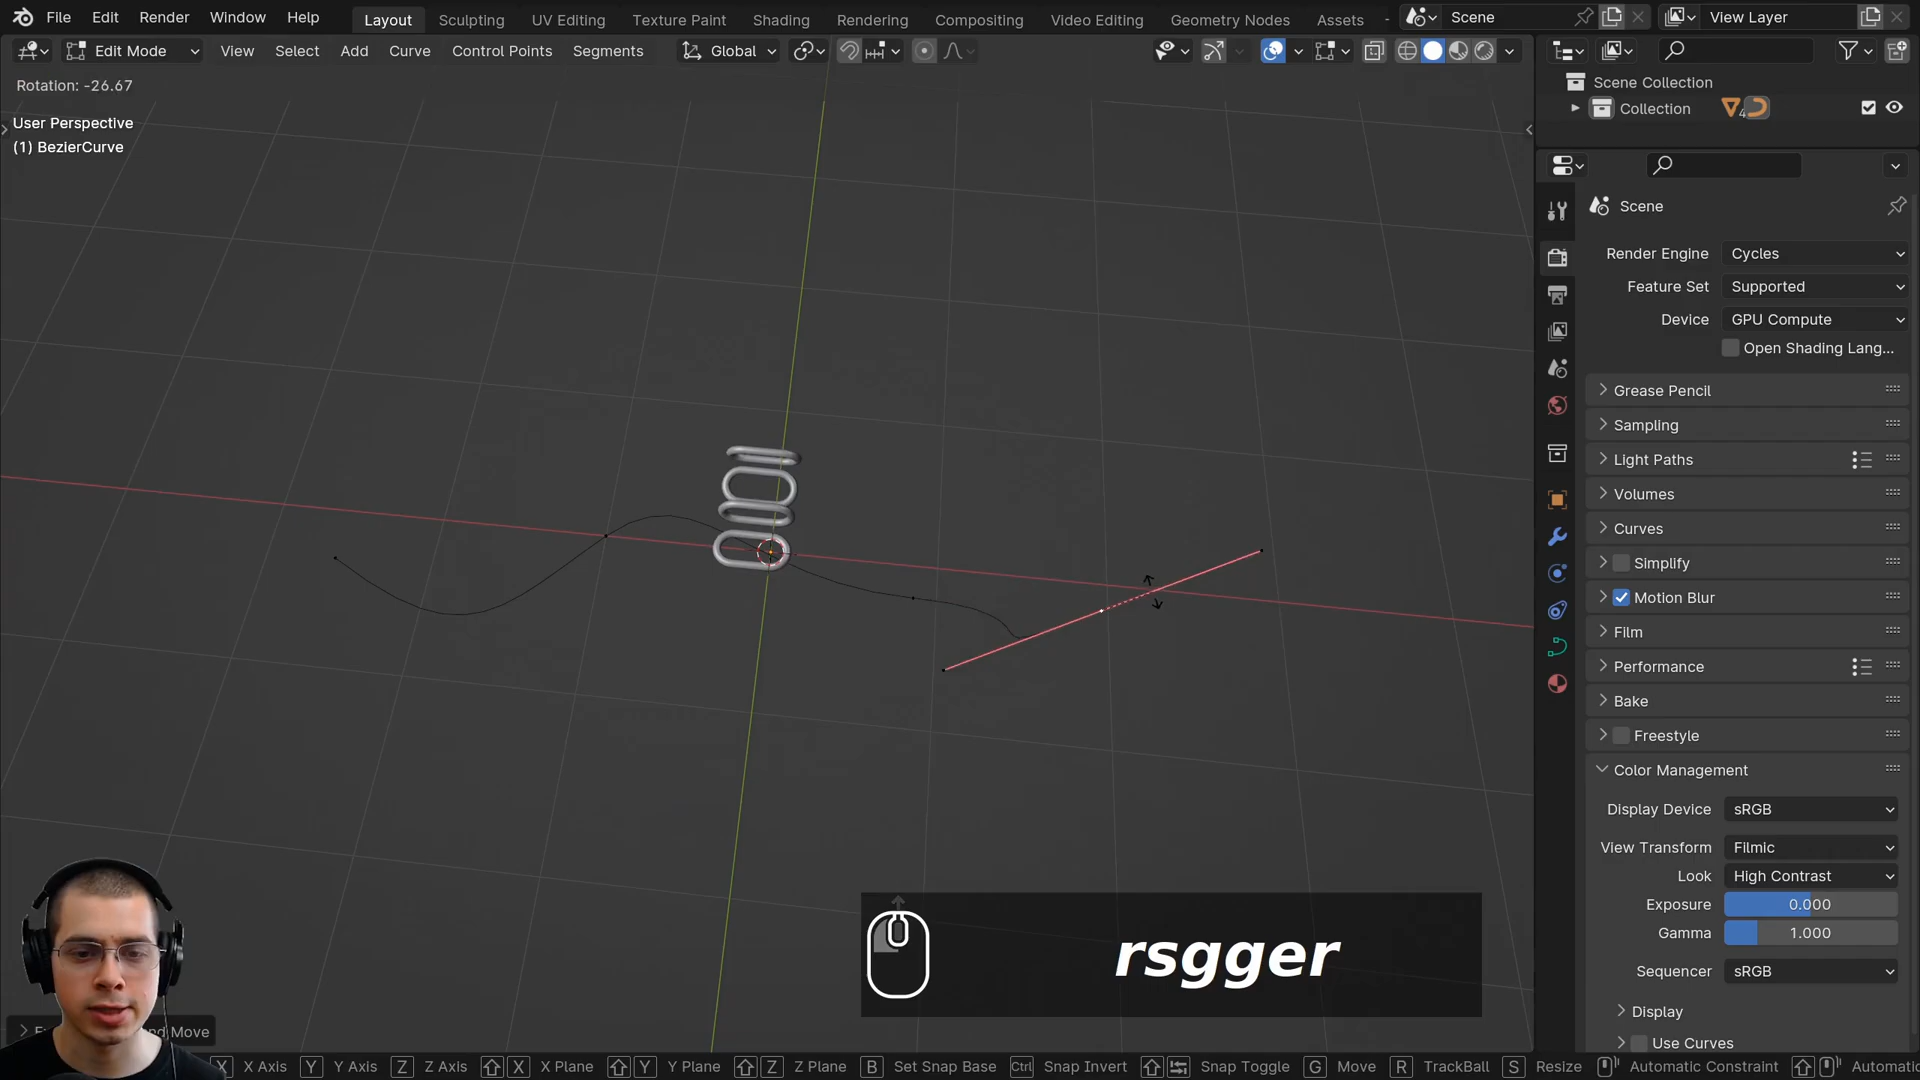 File Edit Render Window Help Layout Sculpting UV Editing Texture Paint Shading Rendering Compositing Video Editing Geometry Nodes Assets Scene View Layer
Edit Mode View Select Add Curve Control Points Segments Global
Rotation: -26.67
User Perspective
(1) BezierCurve
Scene Collection
Collection 4
Scene
Render Engine Cycles
Feature Set Supported
Device GPU Compute
Open Shading Lang...
Grease Pencil
Sampling
Light Paths
Volumes
Curves
Simplify
Motion Blur
Film
Performance
Bake
Freestyle
Color Management
Display Device sRGB
View Transform Filmic
Look High Contrast
Exposure 0.000
Gamma 1.000
Sequencer sRGB
Display
Use Curves
rsgger
Move
X X Axis Y Y Axis Z Z Axis X X Plane Y Y Plane Z Z Plane B Set Snap Base Ctrl Snap Invert Snap Toggle G Move R TrackBall S Resize Automatic Constraint